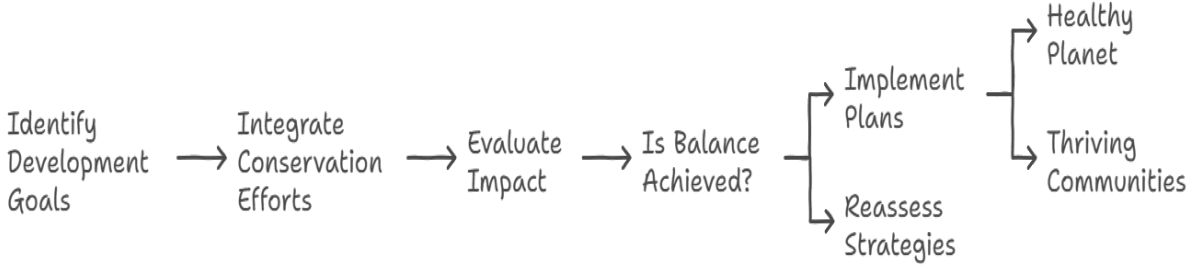 Identify
Development
Goals
Integrate
Conservation
Efforts
Evaluate
Impact
Is Balance
Achieved?
Implement
Plans
Reassess
Strategies
Healthy
Planet
Thriving
Communities